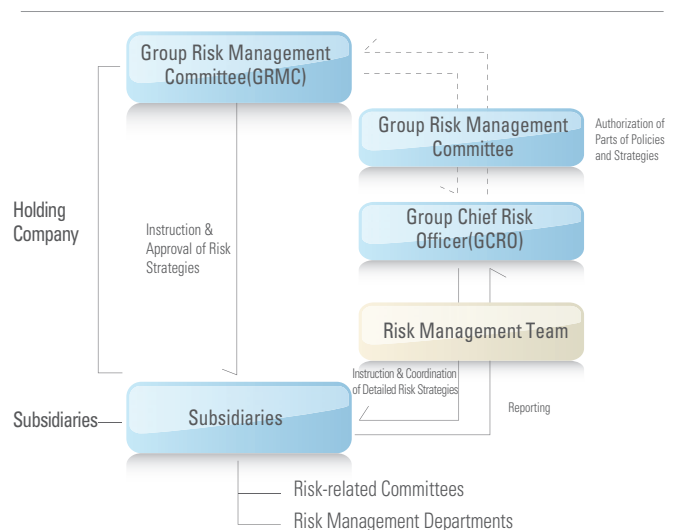 Group Risk Management
Committee(GRMC)
Group Risk Management
Committee
Authorization of
Parts of Policies
and Strategies
Holding
Company
Instruction &
Approval of Risk
Strategies
Group Chief Risk
Officer(GCRO)
Risk Management Team
Instruction & Coordination
of Detailed Risk Strategies
Reporting
Subsidiaries
Subsidiaries
Risk-related Committees
Risk Management Departments